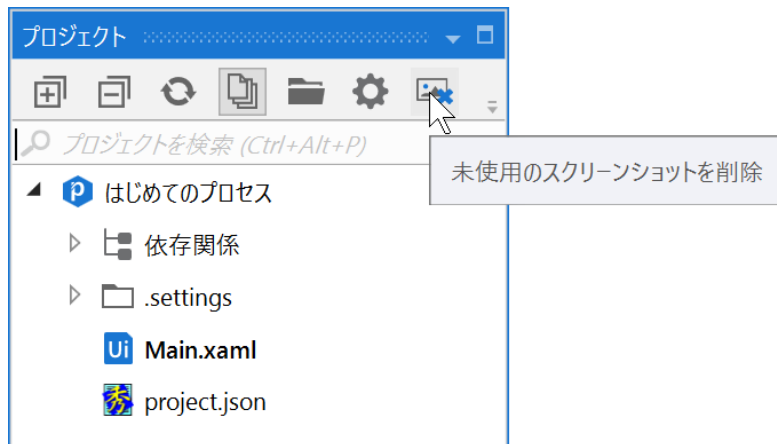 プロジェクト
プロジェクトを検索 (Ctrl+Alt+P)
未使用のスクリーンショットを削除
はじめてのプロセス
依存関係
.settings
Ui Main.xaml
秀 project.json